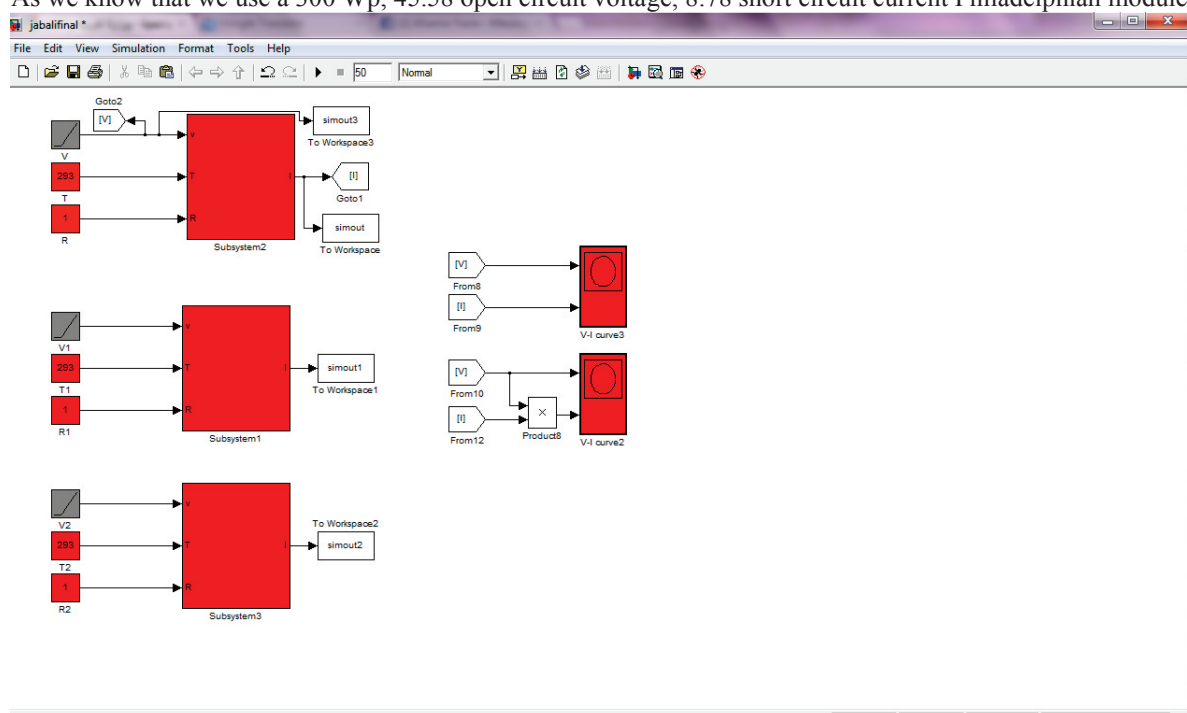 As we know that we use a 300 Wp, 45.58 open circuit voltage, 8.78 short circuit current Philadelphian module
jabalifinal *
File Edit View Simulation Format Tools Help
50 Normal
Goto2
[V]
V
293
T
1
R
v
T
R
I
Subsystem2
simout3
To Workspace3
[I]
Goto1
simout
To Workspace
V1
293
T1
1
R1
v
T
R
I
Subsystem1
simout1
To Workspace1
[V]
From8
[I]
From9
V-I curve3
[V]
From10
[I]
From12
×
Product8
V-I curve2
V2
293
T2
1
R2
v
T
R
I
Subsystem3
To Workspace2
simout2